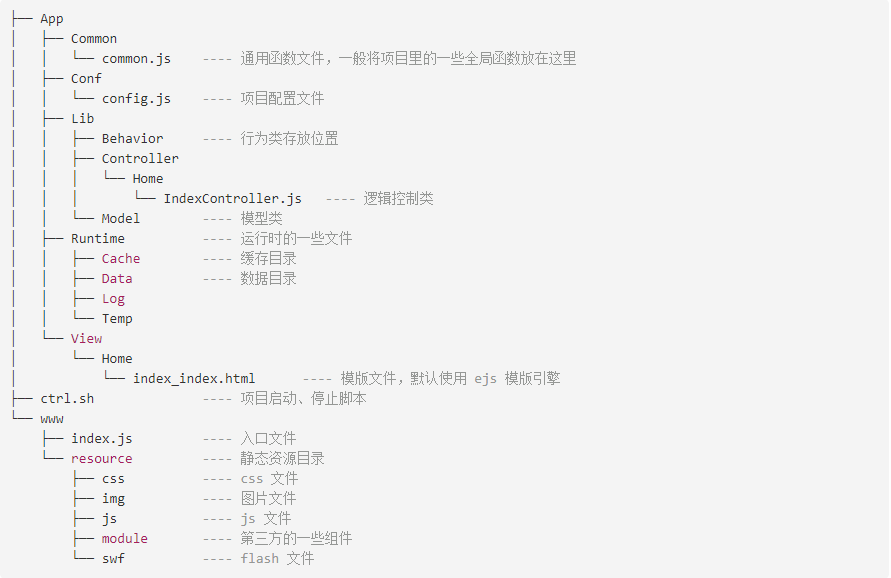 ├── App
│   ├── Common
│   │   └── common.js    ---- 通用函数文件，一般将项目里的一些全局函数放在这里
│   ├── Conf
│   │   └── config.js    ---- 项目配置文件
│   ├── Lib
│   │   ├── Behavior     ---- 行为类存放位置
│   │   ├── Controller
│   │   │   └── Home
│   │   │       └── IndexController.js   ---- 逻辑控制类
│   │   └── Model        ---- 模型类
│   ├── Runtime          ---- 运行时的一些文件
│   │   ├── Cache        ---- 缓存目录
│   │   ├── Data         ---- 数据目录
│   │   ├── Log
│   │   └── Temp
│   └── View
│       └── Home
│           └── index_index.html      ---- 模版文件，默认使用 ejs 模版引擎
├── ctrl.sh              ---- 项目启动、停止脚本
└── www
    ├── index.js         ---- 入口文件
    └── resource         ---- 静态资源目录
        ├── css          ---- css 文件
        ├── img          ---- 图片文件
        ├── js           ---- js 文件
        ├── module       ---- 第三方的一些组件
        └── swf          ---- flash 文件